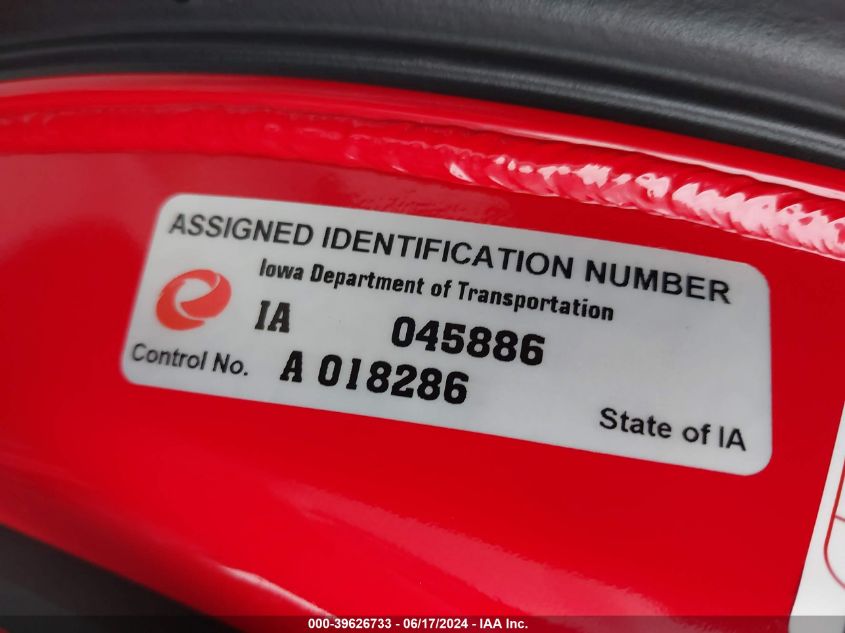 ASSIGNED IDENTIFICATION NUMBER
Iowa Department of Transportation
IA 045886
Control No. A 018286
State of IA
000-39626733 / 06/17/2024 - IAA Inc.